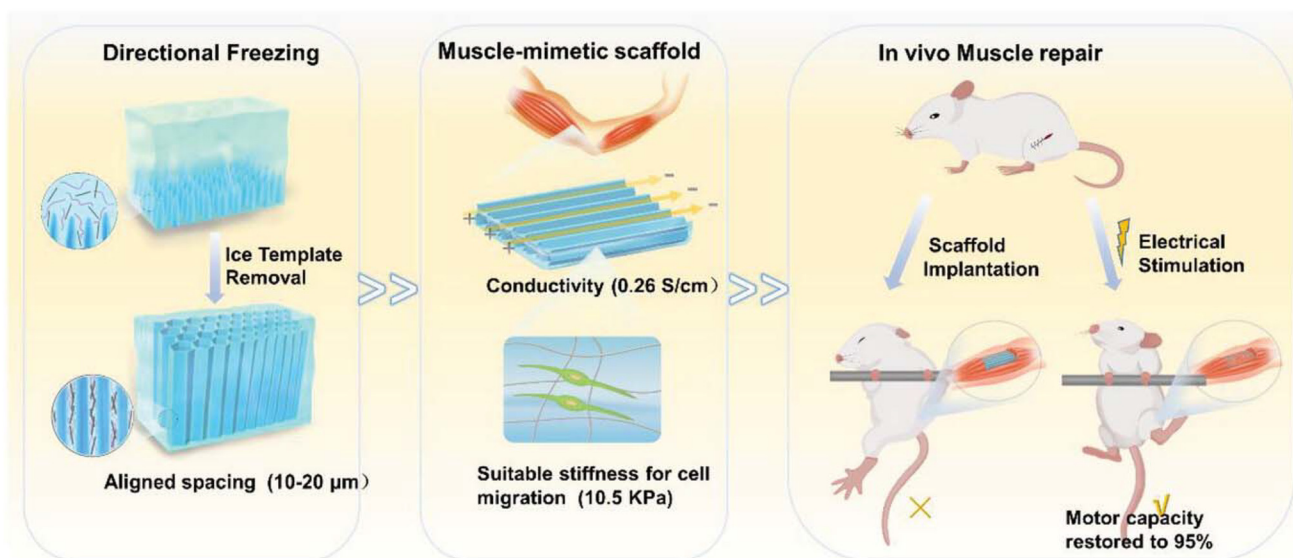 Directional Freezing
Ice Template
Removal
Aligned spacing (10-20 μm)
Muscle-mimetic scaffold
+ + +
- - -
Conductivity (0.26 S/cm)
Suitable stiffness for cell
migration (10.5 KPa)
In vivo Muscle repair
Scaffold
Implantation
Electrical
Stimulation
Motor capacity
restored to 95%